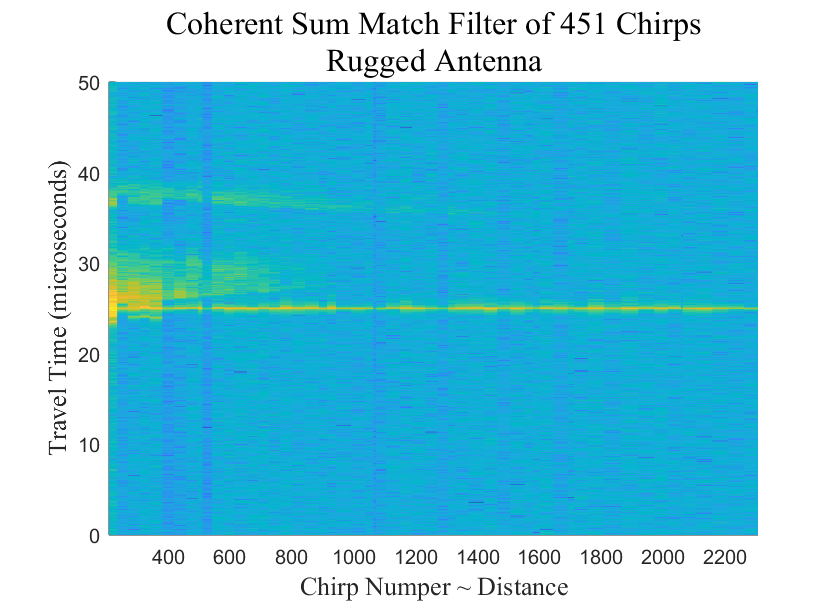 Coherent Sum Match Filter of 451 Chirps
Rugged Antenna
50
40
30
20
10
0
Travel Time (microseconds)
400 600 800 1000 1200 1400 1600 1800 2000 2200
Chirp Numper ~ Distance